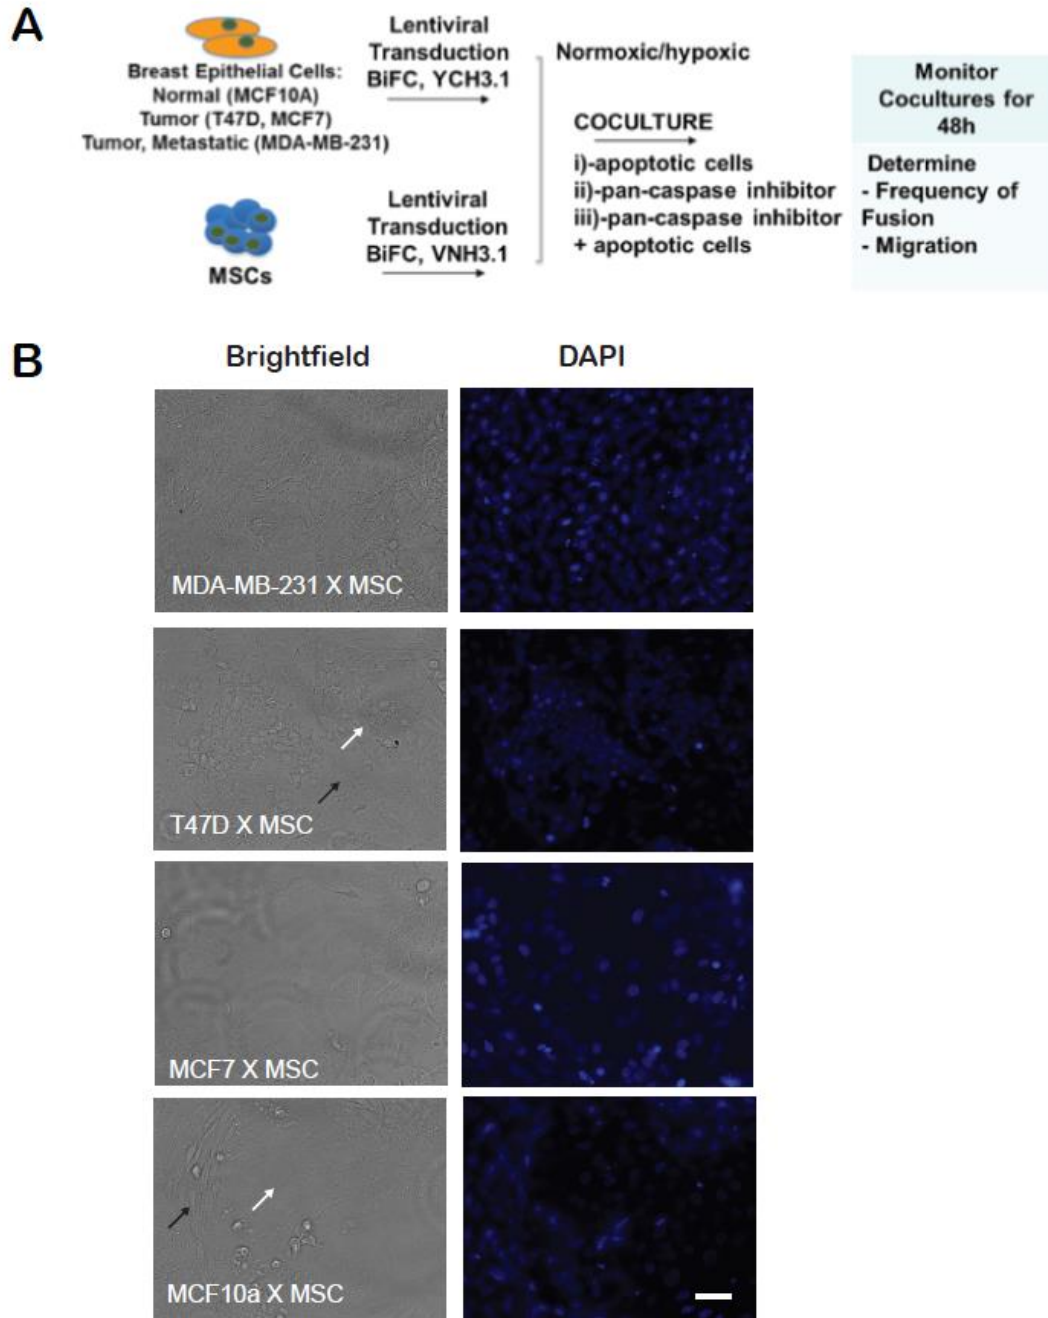 A
Breast Epithelial Cells:
Normal (MCF10A)
Tumor (T47D, MCF7)
Tumor, Metastatic (MDA-MB-231)
Lentiviral
Transduction
BiFC, YCH3.1
MSCs
Lentiviral
Transduction
BiFC, VNH3.1
Normoxic/hypoxic
COCULTURE
i)-apoptotic cells
ii)-pan-caspase inhibitor
iii)-pan-caspase inhibitor
+ apoptotic cells
Monitor
Cocultures for
48h
Determine
- Frequency of
Fusion
- Migration
B
Brightfield
DAPI
MDA-MB-231 X MSC
T47D X MSC
MCF7 X MSC
MCF10a X MSC